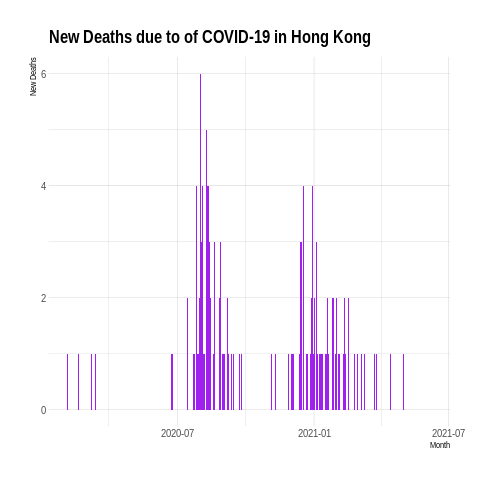 New Deaths due to of COVID-19 in Hong Kong
New Deaths
6
4
2
0
2020-07
2021-01
2021-07
Month